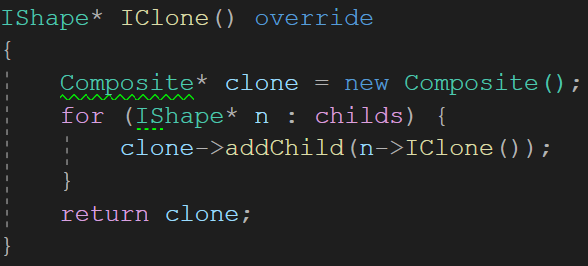 IShape* IClone() override
{
    Composite* clone = new Composite();
    for (IShape* n : childs) {
        clone->addChild(n->IClone());
    }
    return clone;
}